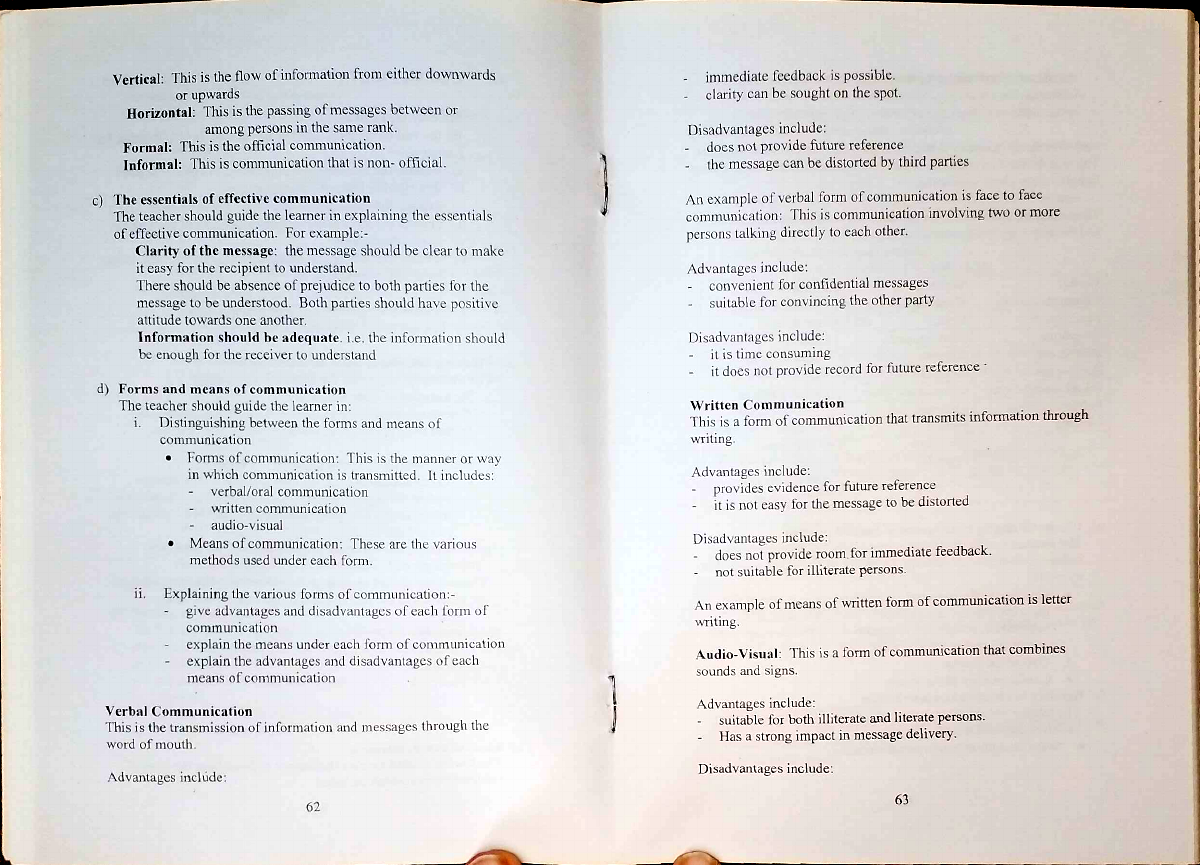 Vertical: This is the flow of information from either downwards
or upwards
Horizontal: This is the passing of messages between or
among persons in the same rank.
Formal: This is the official communication.
Informal: This is communication that is non- official.
c) The essentials of effective communication
The teacher should guide the learner in explaining the essentials
of effective communication. For example:-
Clarity of the message: the message should be clear to make
it easy for the recipient to understand.
There should be absence of prejudice to both parties for the
message to be understood. Both parties should have positive
attitude towards one another.
Information should be adequate. i.e. the information should
be enough for the receiver to understand
d) Forms and means of communication
The teacher should guide the learner in:
i. Distinguishing between the forms and means of
communication
• Forms of communication: This is the manner or way
in which communication is transmitted. It includes:
- verbal/oral communication
- written communication
- audio-visual
• Means of communication: These are the various
methods used under each form.
ii. Explaining the various forms of communication:-
- give advantages and disadvantages of each form of
communication
- explain the means under each form of communication
- explain the advantages and disadvantages of each
means of communication
Verbal Communication
This is the transmission of information and messages through the
word of mouth.
Advantages include:
62
- immediate feedback is possible.
- clarity can be sought on the spot.
Disadvantages include:
- does not provide future reference
- the message can be distorted by third parties
An example of verbal form of communication is face to face
communication: This is communication involving two or more
persons talking directly to each other.
Advantages include:
- convenient for confidential messages
- suitable for convincing the other party
Disadvantages include:
- it is time consuming
- it does not provide record for future reference
Written Communication
This is a form of communication that transmits information through
writing.
Advantages include:
- provides evidence for future reference
- it is not easy for the message to be distorted
Disadvantages include:
- does not provide room for immediate feedback.
- not suitable for illiterate persons.
An example of means of written form of communication is letter
writing.
Audio-Visual: This is a form of communication that combines
sounds and signs.
Advantages include:
- suitable for both illiterate and literate persons.
- Has a strong impact in message delivery.
Disadvantages include:
63